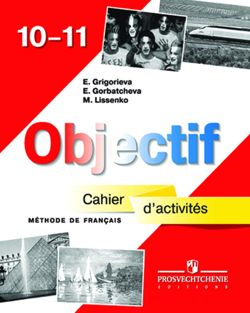 10-11
E. Grigorieva
E. Gorbatcheva
M. Lissenko
Objectif
Cahier
d'activités
MÉTHODE DE FRANÇAIS
PROSVECHTCHENIE
EDITIONS